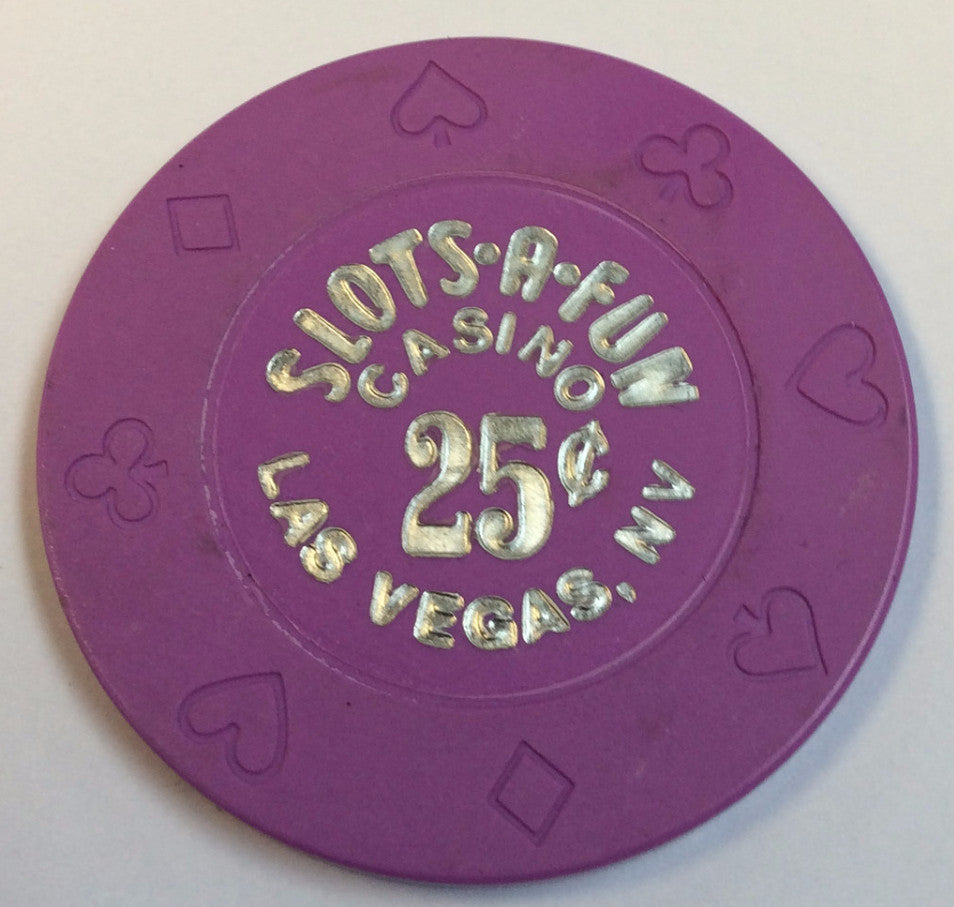 SLOTS·A·FUN
CASINO
25¢
LAS VEGAS, NV